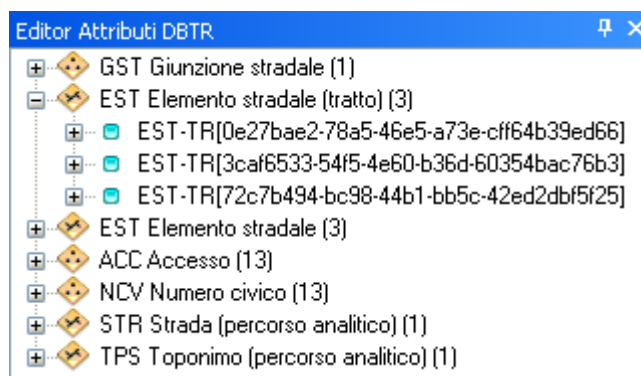 Editor Attributi DBTR
GST Giunzione stradale (1)
EST Elemento stradale (tratto) (3)
EST-TR[0e27bae2-78a5-46e5-a73e-cff64b39ed66]
EST-TR[3caf6533-54f5-4e60-b36d-60354bac76b3]
EST-TR[72c7b494-bc98-44b1-bb5c-42ed2dbf5f25]
EST Elemento stradale (3)
ACC Accesso (13)
NCV Numero civico (13)
STR Strada (percorso analitico) (1)
TPS Toponimo (percorso analitico) (1)